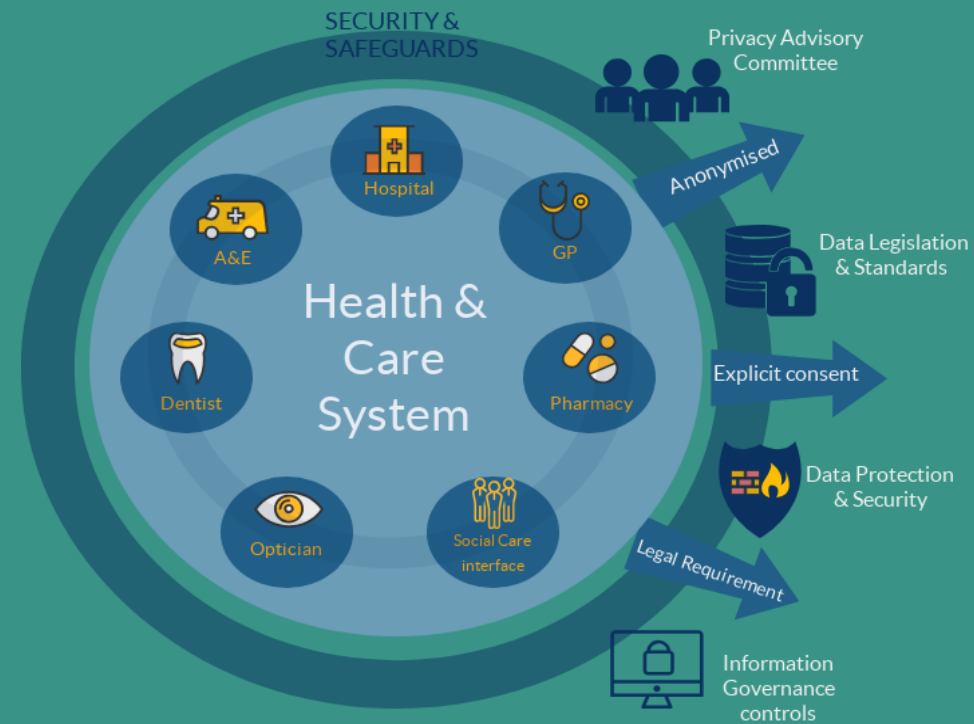 SECURITY &
SAFEGUARDS
Privacy Advisory
Committee
Anonymised
Hospital
GP
A&E
Data Legislation
& Standards
Health &
Care
System
Explicit consent
Dentist
Pharmacy
Data Protection
& Security
Optician
Social Care
interface
Legal Requirement
Information
Governance
controls